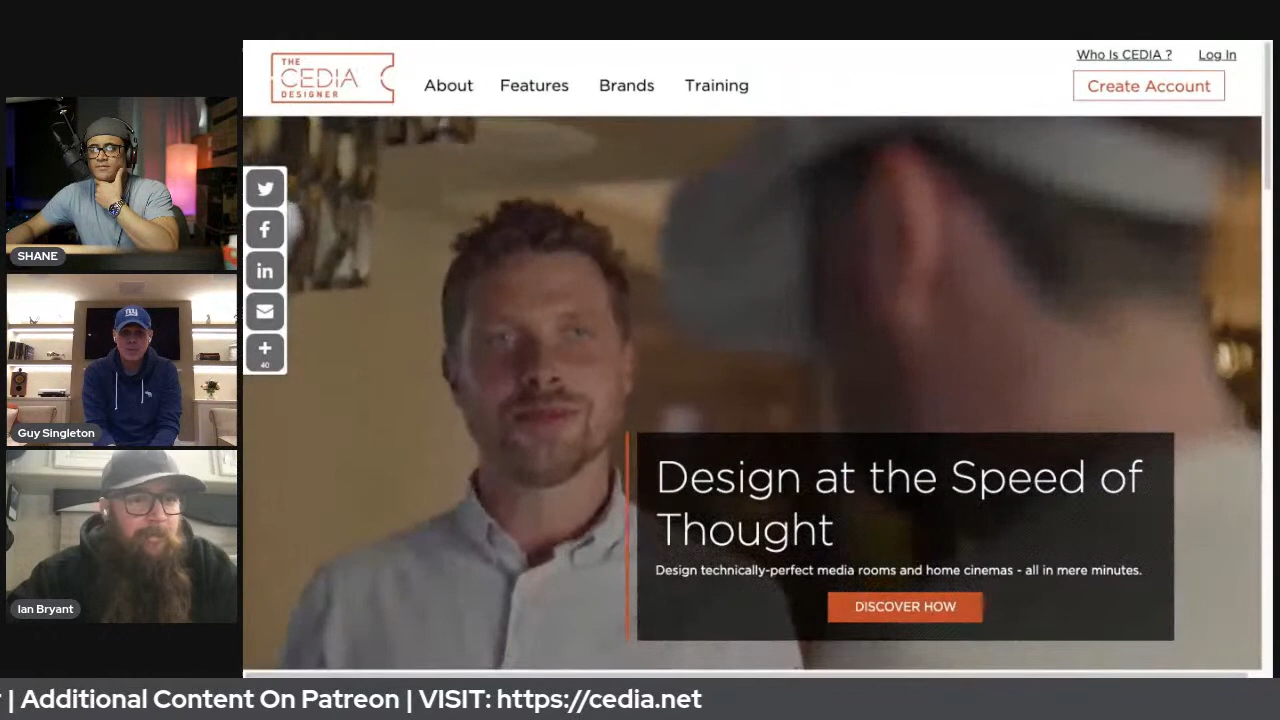 THE
CEDIA
DESIGNER
About
Features
Brands
Training
Who Is CEDIA ?
Log In
Create Account
SHANE
Guy Singleton
Ian Bryant
40
Design at the Speed of
Thought
Design technically-perfect media rooms and home cinemas - all in mere minutes.
DISCOVER HOW
| Additional Content On Patreon | VISIT: https://cedia.net